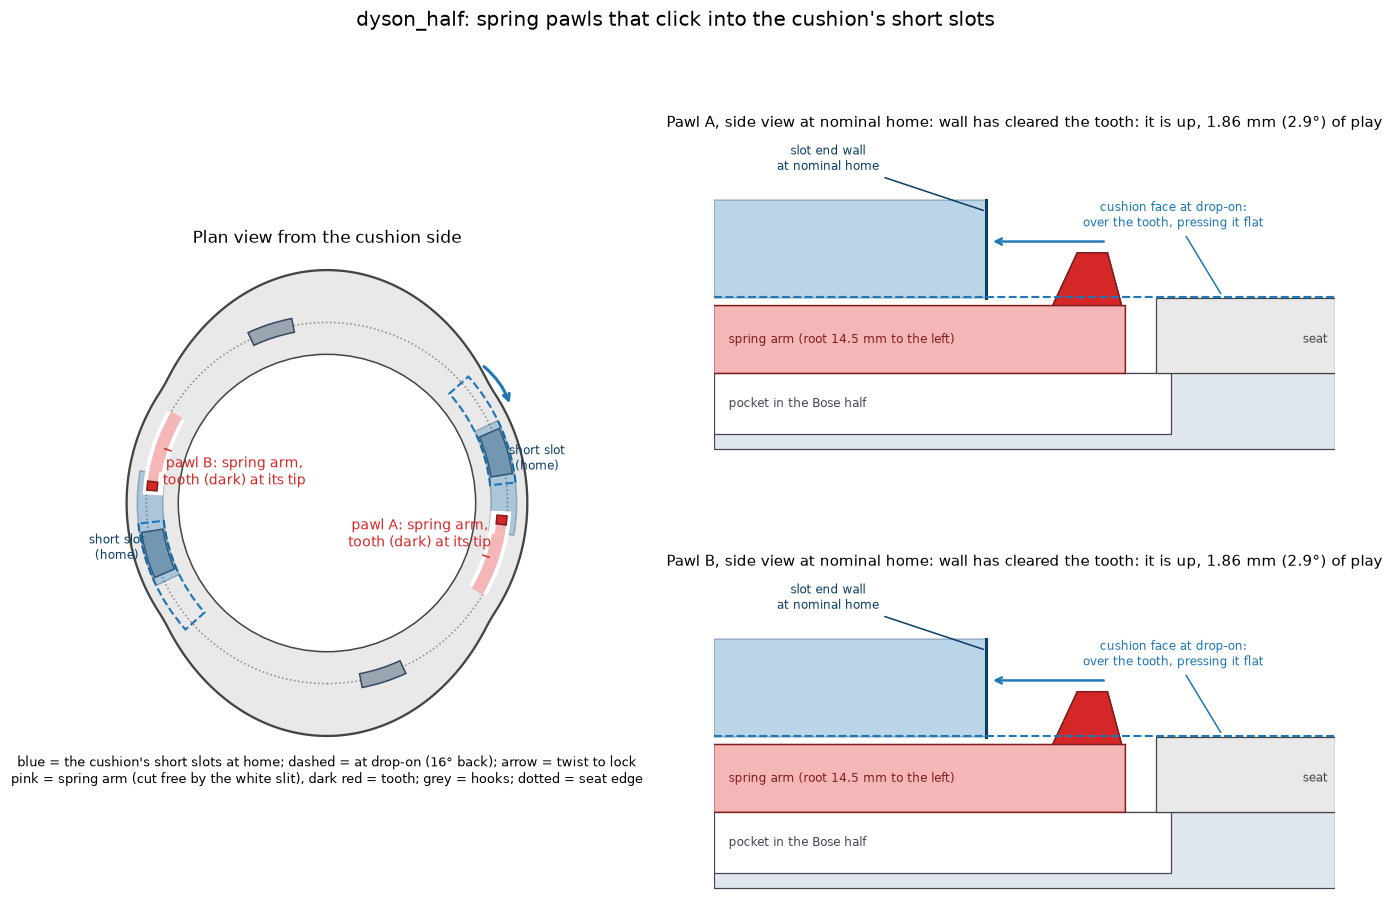 dyson_half: spring pawls that click into the cushion's short slots
Plan view from the cushion side
short slot
(home)
pawl B: spring arm,
tooth (dark) at its tip
pawl A: spring arm,
tooth (dark) at its tip
short slot
(home)
blue = the cushion's short slots at home; dashed = at drop-on (16° back); arrow = twist to lock
pink = spring arm (cut free by the white slit), dark red = tooth; grey = hooks; dotted = seat edge
Pawl A, side view at nominal home: wall has cleared the tooth: it is up, 1.86 mm (2.9°) of play
slot end wall
at nominal home
cushion face at drop-on:
over the tooth, pressing it flat
spring arm (root 14.5 mm to the left)
seat
pocket in the Bose half
Pawl B, side view at nominal home: wall has cleared the tooth: it is up, 1.86 mm (2.9°) of play
slot end wall
at nominal home
cushion face at drop-on:
over the tooth, pressing it flat
spring arm (root 14.5 mm to the left)
seat
pocket in the Bose half